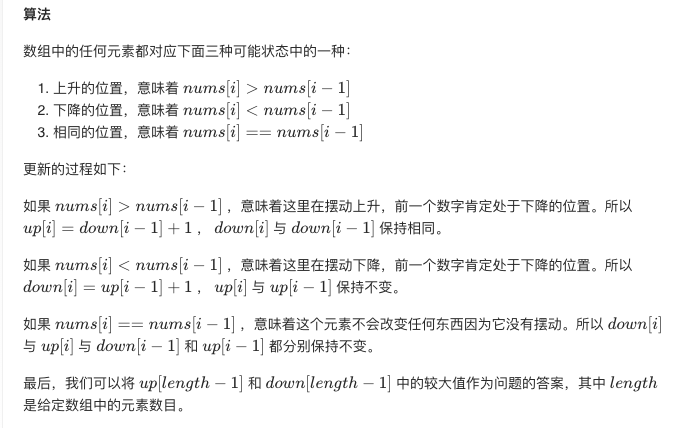 算法
数组中的任何元素都对应下面三种可能状态中的一种：
1. 上升的位置，意味着 nums[i] > nums[i − 1]
2. 下降的位置，意味着 nums[i] < nums[i − 1]
3. 相同的位置，意味着 nums[i] == nums[i − 1]
更新的过程如下：
如果 nums[i] > nums[i − 1] ，意味着这里在摆动上升，前一个数字肯定处于下降的位置。所以
up[i] = down[i − 1] + 1 ， down[i] 与 down[i − 1] 保持相同。
如果 nums[i] < nums[i − 1] ，意味着这里在摆动下降，前一个数字肯定处于下降的位置。所以
down[i] = up[i − 1] + 1 ， up[i] 与 up[i − 1] 保持不变。
如果 nums[i] == nums[i − 1] ，意味着这个元素不会改变任何东西因为它没有摆动。所以 down[i]
与 up[i] 与 down[i − 1] 和 up[i − 1] 都分别保持不变。
最后，我们可以将 up[length − 1] 和 down[length − 1] 中的较大值作为问题的答案，其中 length
是给定数组中的元素数目。